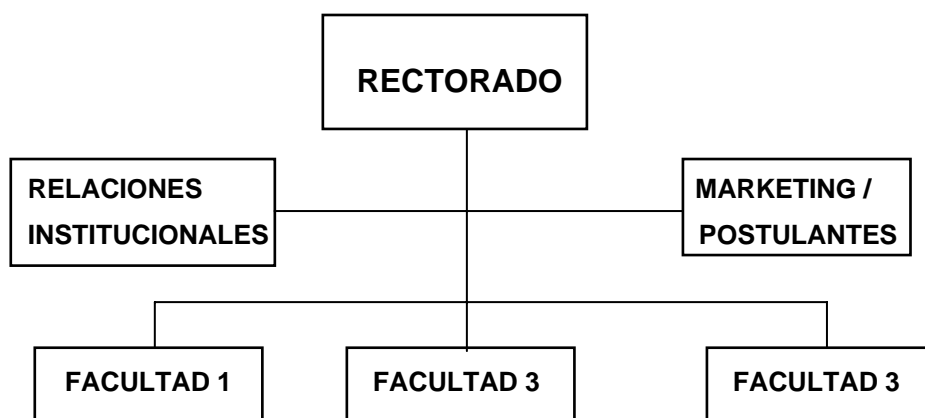 RECTORADO
RELACIONES
INSTITUCIONALES
MARKETING /
POSTULANTES
FACULTAD 1
FACULTAD 3
FACULTAD 3